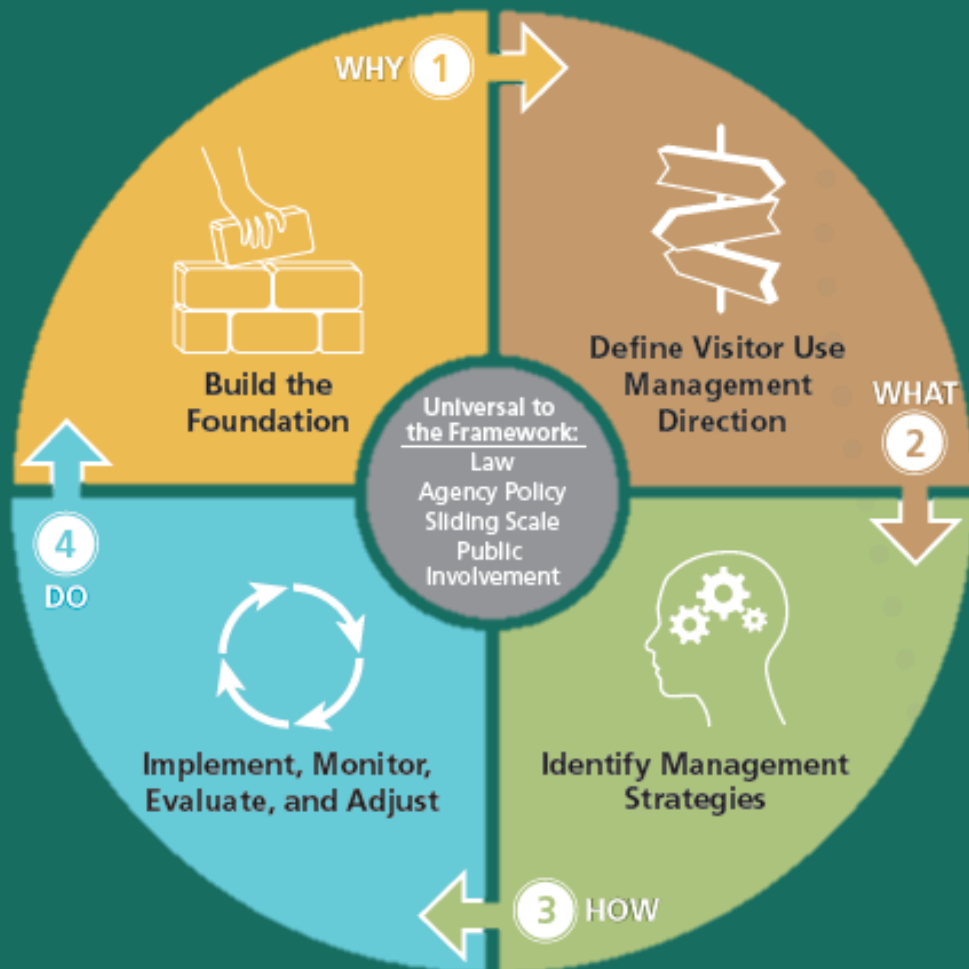 WHY 1
Build the
Foundation
Define Visitor Use
Management
Direction
WHAT
2
Universal to
the Framework:
Law
Agency Policy
Sliding Scale
Public
Involvement
Identify Management
Strategies
3 HOW
Implement, Monitor,
Evaluate, and Adjust
4
DO